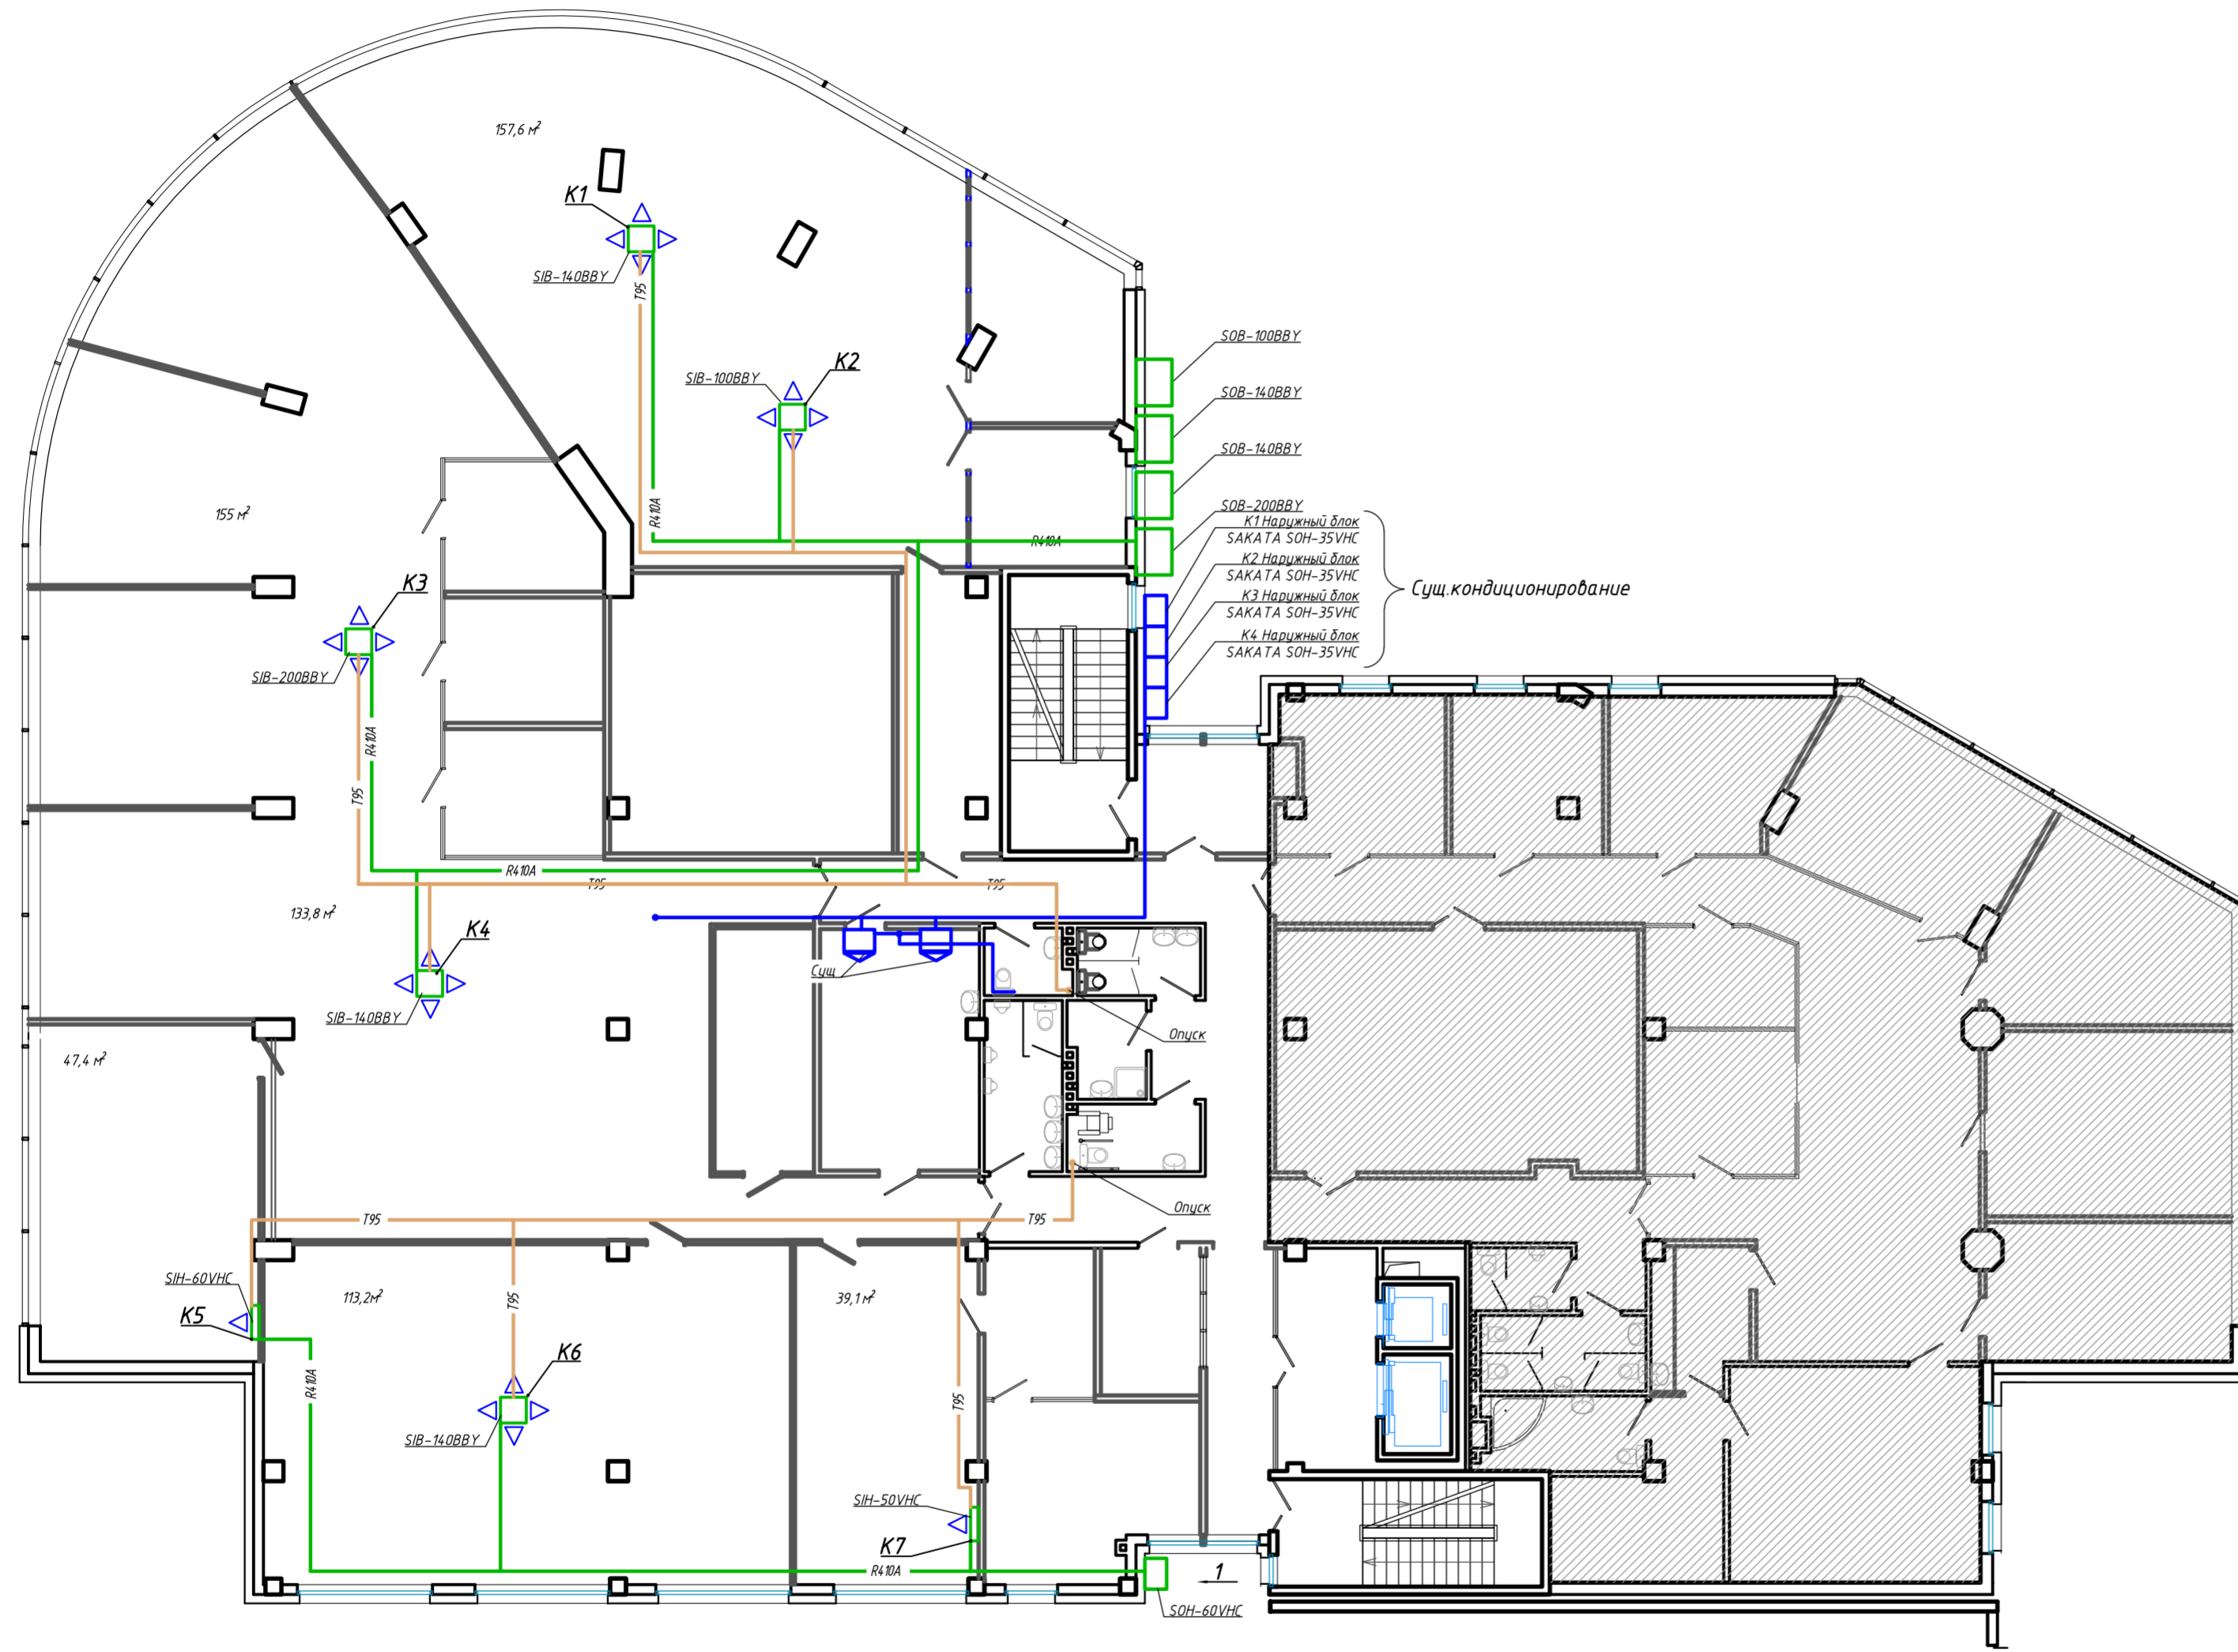 157,6 м²
K1
SIB-140BBY
T95
R410A
SIB-100BBY
K2
SOB-100BBY
SOB-140BBY
SOB-140BBY
SOB-200BBY
R410A
K1 Наружный блок
SAKATA SOH-35VHC
K2 Наружный блок
SAKATA SOH-35VHC
K3 Наружный блок
SAKATA SOH-35VHC
K4 Наружный блок
SAKATA SOH-35VHC
Сущ.кондиционирование
155 м²
K3
SIB-200BBY
R410A
T95
R410A
T95
T95
133,8 м²
K4
SIB-140BBY
Сущ
Опуск
47,4 м²
Опуск
T95
T95
SIH-60VHC
K5
113,2м²
T95
39,1 м²
R410A
K6
SIB-140BBY
T95
SIH-50VHC
K7
R410A
1
SOH-60VHC